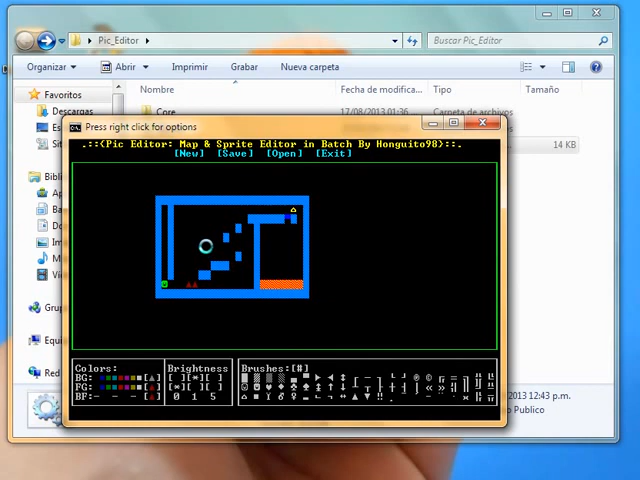 Pic_Editor
Buscar Pic_Editor
Organizar
Abrir
Imprimir
Grabar
Nueva carpeta
Favoritos
Descargas
Nombre
Fecha de modifica...
Tipo
Tamaño
Core
17/08/2013 01:36
Carpeta de archivos
14 KB
Press right click for options
.::(Pic Editor: Map & Sprite Editor in Batch By Honguito98)::.
[New] [Save] [Open] [Exit]
Colors:
BG:
FG:
BF:
Brightness
[ ][*][ ]
[*][ ][ ]
0 1 5
Brushes:[#]
2013 12:43 p.m.
o Publico